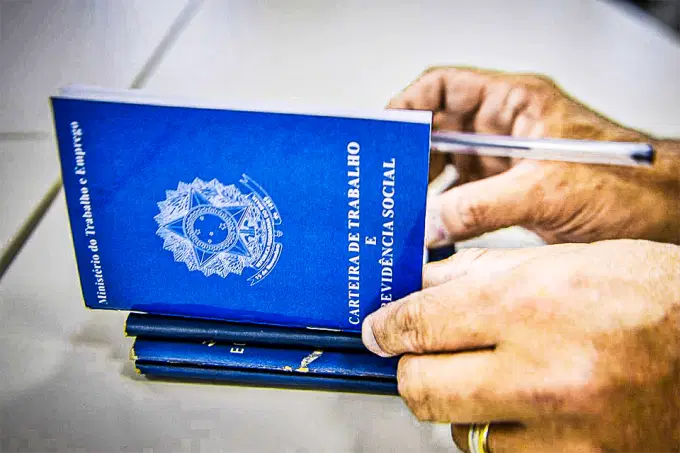 Ministério do Trabalho e Emprego
CARTEIRA DE TRABALHO
E
PREVIDÊNCIA SOCIAL